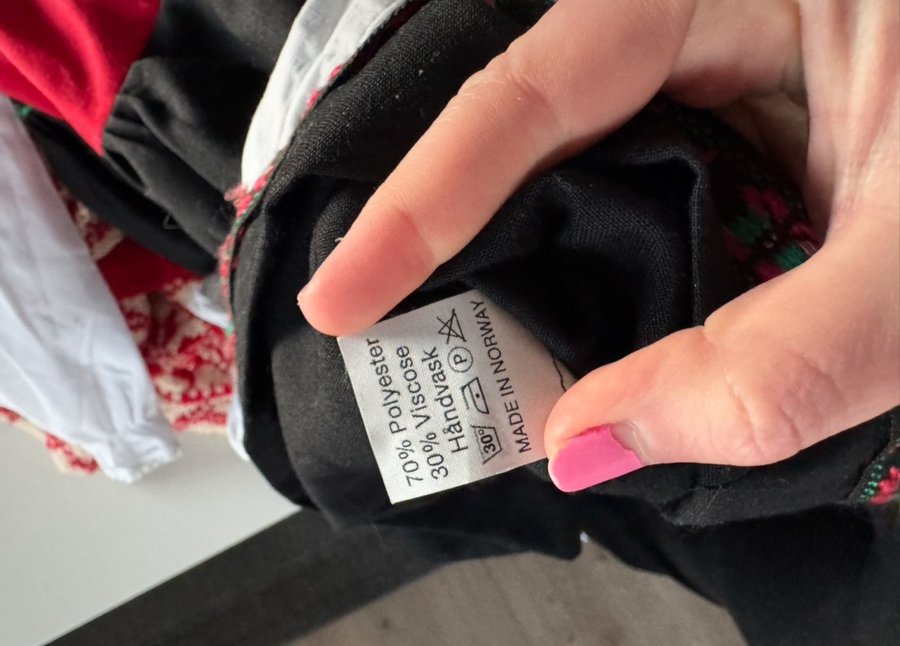 70% Polyester
30% Viscose
Håndvask
30° P
MADE IN NORWAY